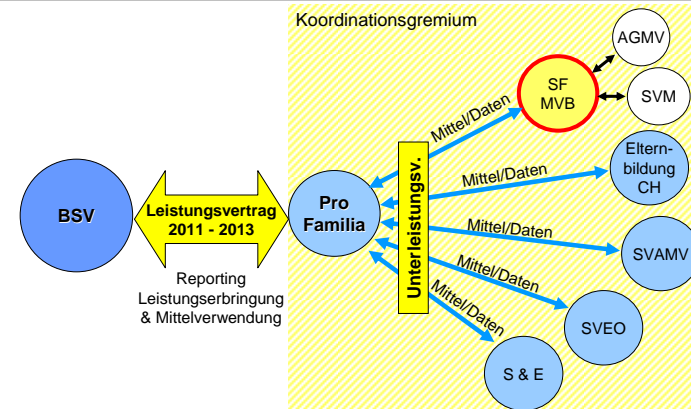 Koordinationsgremium
AGMV
SF
MVB
SVM
Mittel/Daten
Eltern-
bildung
CH
Mittel/Daten
BSV
Leistungsvertrag
2011 - 2013
Pro
Familia
Unterleistungsv.
Mittel/Daten
SVAMV
Reporting
Leistungserbringung
& Mittelverwendung
Mittel/Daten
SVEO
Mittel/Daten
S & E